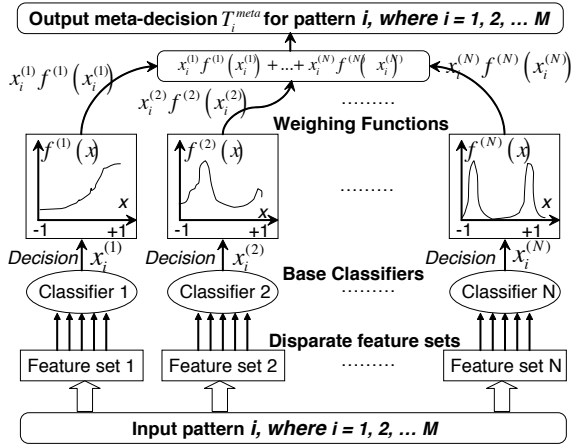 Output meta-decision T_i^{meta} for pattern i, where i = 1, 2, ... M
x_i^{(1)} f^{(1)}(x_i^{(1)}) +...+ x_i^{(N)} f^{(N)}( x_i^{(N)})
x_i^{(1)} f^{(1)}(x_i^{(1)})
x_i^{(2)} f^{(2)}(x_i^{(2)})
x_i^{(N)} f^{(N)}(x_i^{(N)})
..........
Weighing Functions
f^{(1)}(x)
f^{(2)}(x)
f^{(N)}(x)
..........
x
x
x
-1 +1
-1 +1
-1 +1
Decision x_i^{(1)}
Decision x_i^{(2)}
Decision x_i^{(N)}
Base Classifiers
Classifier 1
Classifier 2
..........
Classifier N
Disparate feature sets
Feature set 1
Feature set 2
..........
Feature set N
Input pattern i, where i = 1, 2, ... M